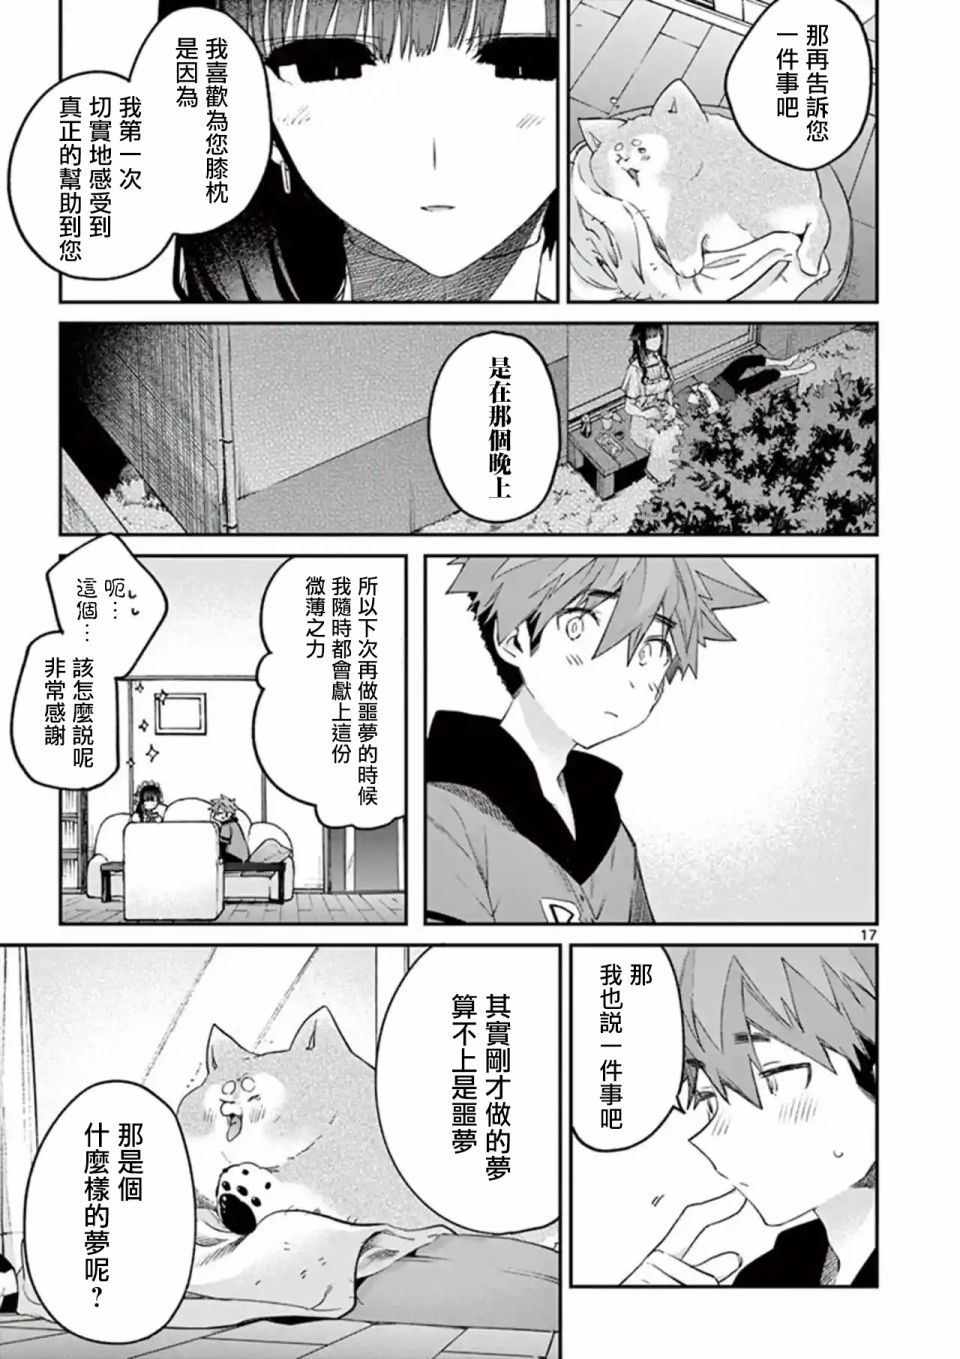 那再告訴您
一件事吧
我喜歡為您膝枕
是因為
我第一次
切實地感受到
真正的幫助到您
是在那個晚上
所以下次再做噩夢的時候
我隨時都會獻上這份
微薄之力
呃…
這個…
該怎麼説呢
非常感謝
17
那
我也説一件事吧
其實剛才做的夢
算不上是噩夢
那是個
什麼樣的夢呢?